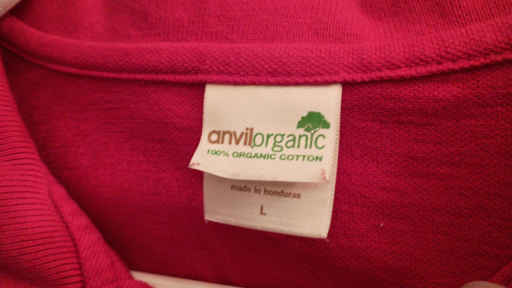 anvilorganic
100% ORGANIC COTTON
made in honduras
L